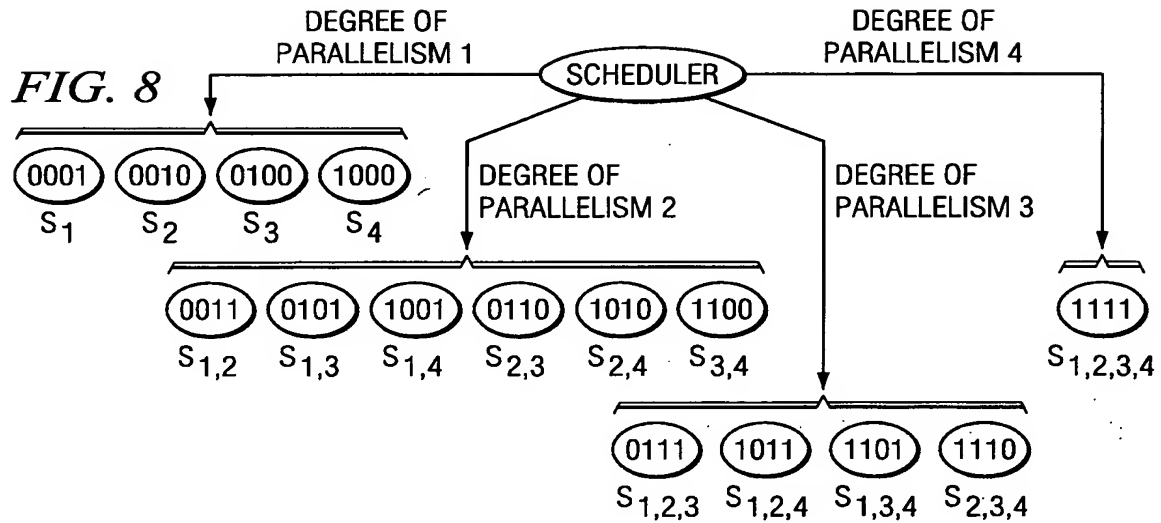 DEGREE OF
PARALLELISM 1
SCHEDULER
DEGREE OF
PARALLELISM 4
FIG. 8
0001 0010 0100 1000
S1 S2 S3 S4
DEGREE OF
PARALLELISM 2
DEGREE OF
PARALLELISM 3
0011 0101 1001 0110 1010 1100
S1,2 S1,3 S1,4 S2,3 S2,4 S3,4
1111
S1,2,3,4
0111 1011 1101 1110
S1,2,3 S1,2,4 S1,3,4 S2,3,4